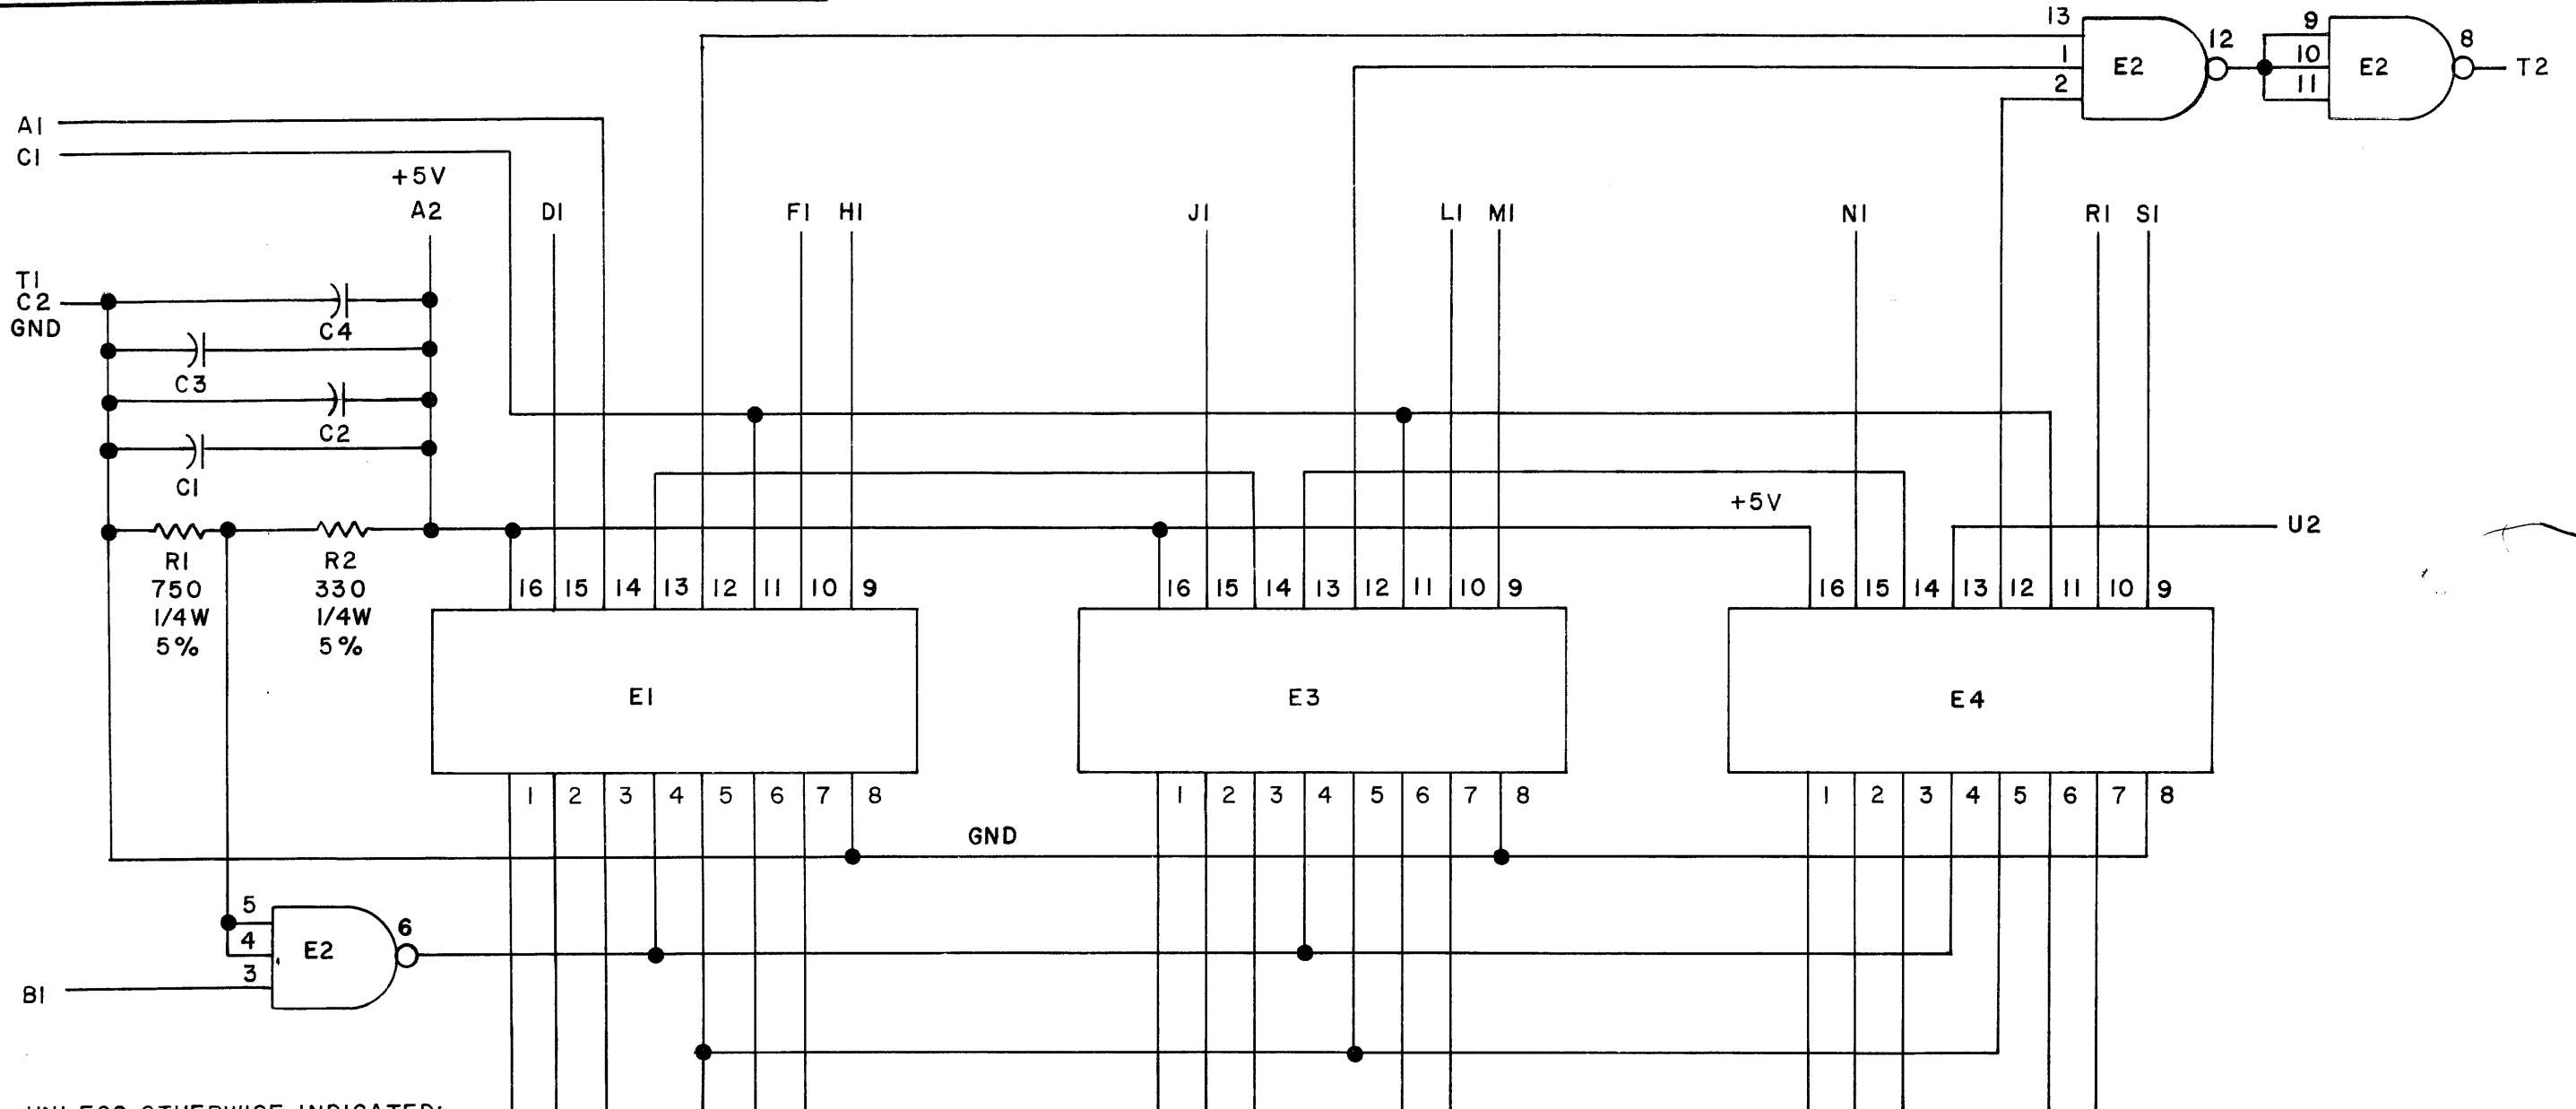 13
1
2
E2
12
9
10
11
E2
8
T2
A1
C1
+5V
A2
D1
F1
H1
J1
L1
M1
N1
R1
S1
T1
C2
GND
C4
C3
C2
C1
+5V
U2
R1
750
1/4W
5%
R2
330
1/4W
5%
16 15 14 13 12 11 10 9
16 15 14 13 12 11 10 9
16 15 14 13 12 11 10 9
E1
E3
E4
1 2 3 4 5 6 7 8
1 2 3 4 5 6 7 8
1 2 3 4 5 6 7 8
GND
5
4
3
E2
6
B1
UNLESS OTHERWISE INDICATED: